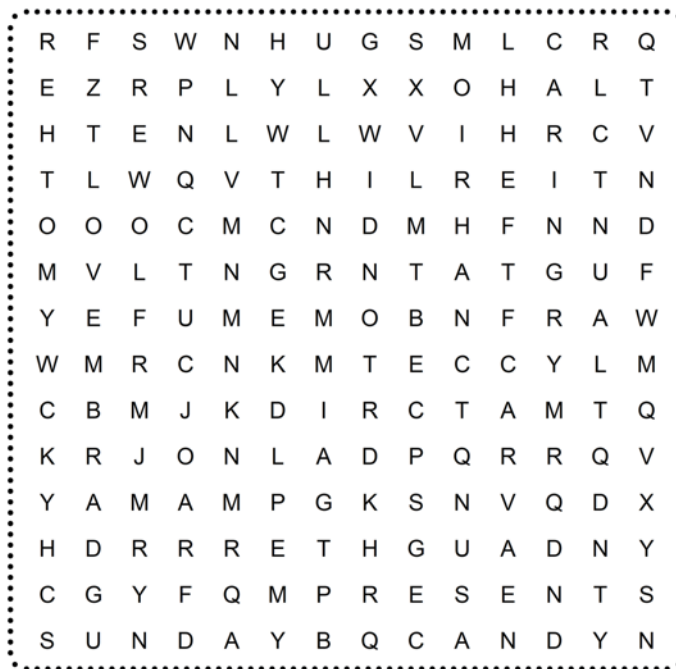 R F S W N H U G S M L C R Q
E Z R P L Y L X X O H A L T
H T E N L W L W V I H R C V
T L W Q V T H I L R E I T N
O O O C M C N D M H F N N D
M V L T N G R N T A T G U F
Y E F U M E M O B N F R A W
W M R C N K M T E C C Y L M
C B M J K D I R C T A M T Q
K R J O N L A D P Q R R Q V
Y A M A M P G K S N V Q D X
H D R R R E T H G U A D N Y
C G Y F Q M P R E S E N T S
S U N D A Y B Q C A N D Y N